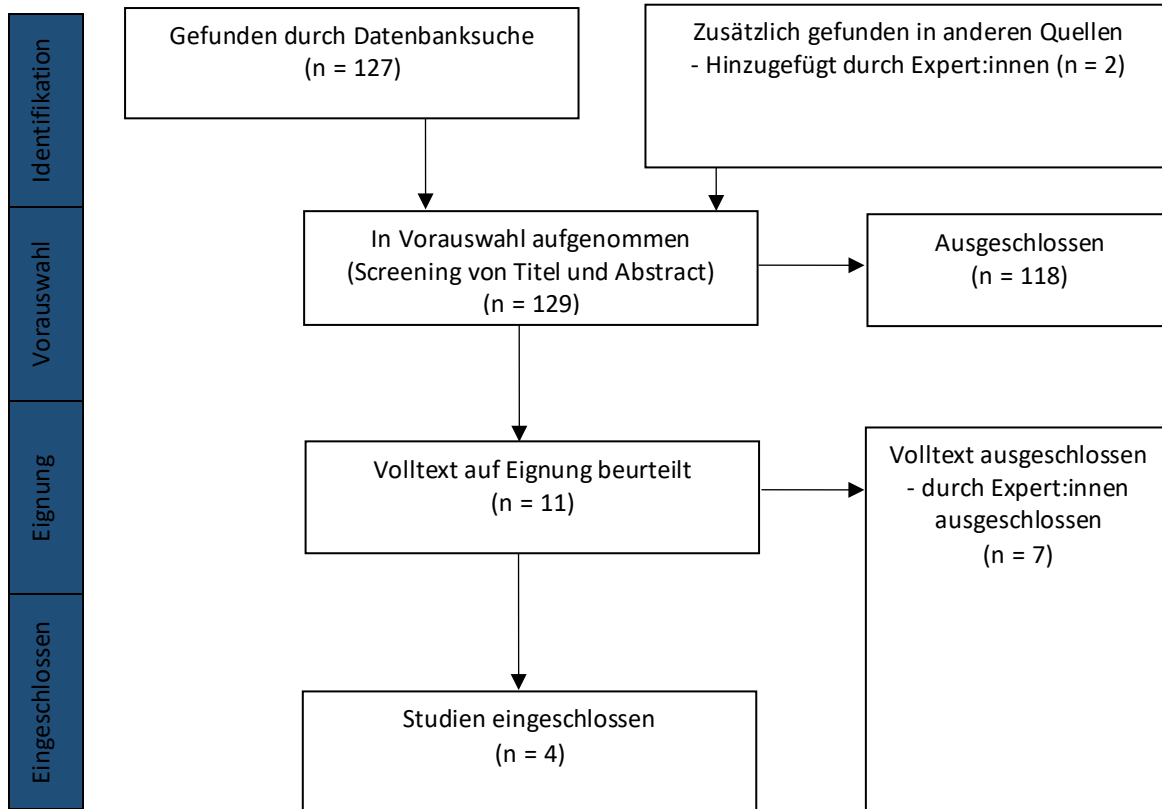 Identifikation
Gefunden durch Datenbanksuche
(n = 127)
Zusätzlich gefunden in anderen Quellen
- Hinzugefügt durch Expert:innen (n = 2)
Vorauswahl
In Vorauswahl aufgenommen
(Screening von Titel und Abstract)
(n = 129)
Ausgeschlossen
(n = 118)
Eignung
Volltext auf Eignung beurteilt
(n = 11)
Volltext ausgeschlossen
- durch Expert:innen
ausgeschlossen
(n = 7)
Eingeschlossen
Studien eingeschlossen
(n = 4)